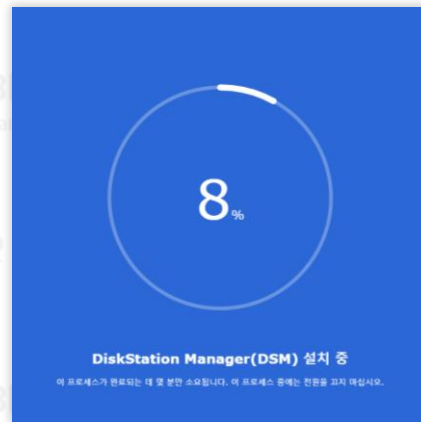 8%
DiskStation Manager(DSM) 설치 중
이 프로세스가 완료되는 데 몇 분만 소요됩니다. 이 프로세스 중에는 전원을 끄지 마십시오.